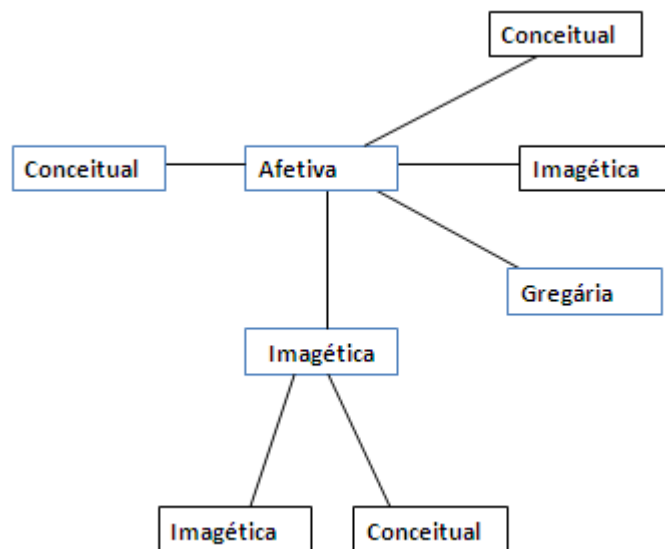 Conceitual
Conceitual
Afetiva
Imagética
Gregária
Imagética
Imagética
Conceitual